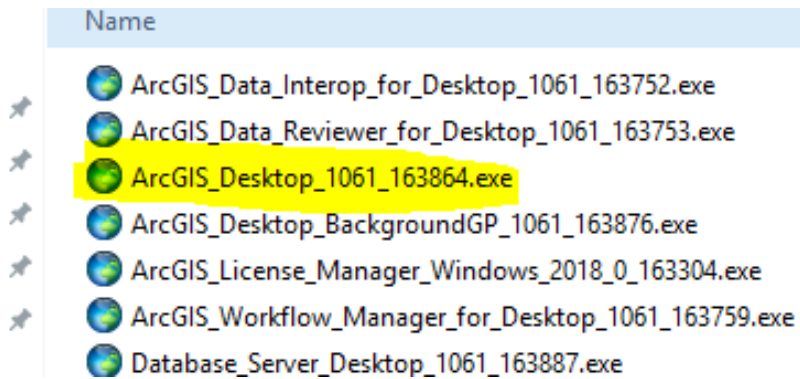 Name
ArcGIS_Data_Interop_for_Desktop_1061_163752.exe
ArcGIS_Data_Reviewer_for_Desktop_1061_163753.exe
ArcGIS_Desktop_1061_163864.exe
ArcGIS_Desktop_BackgroundGP_1061_163876.exe
ArcGIS_License_Manager_Windows_2018_0_163304.exe
ArcGIS_Workflow_Manager_for_Desktop_1061_163759.exe
Database_Server_Desktop_1061_163887.exe